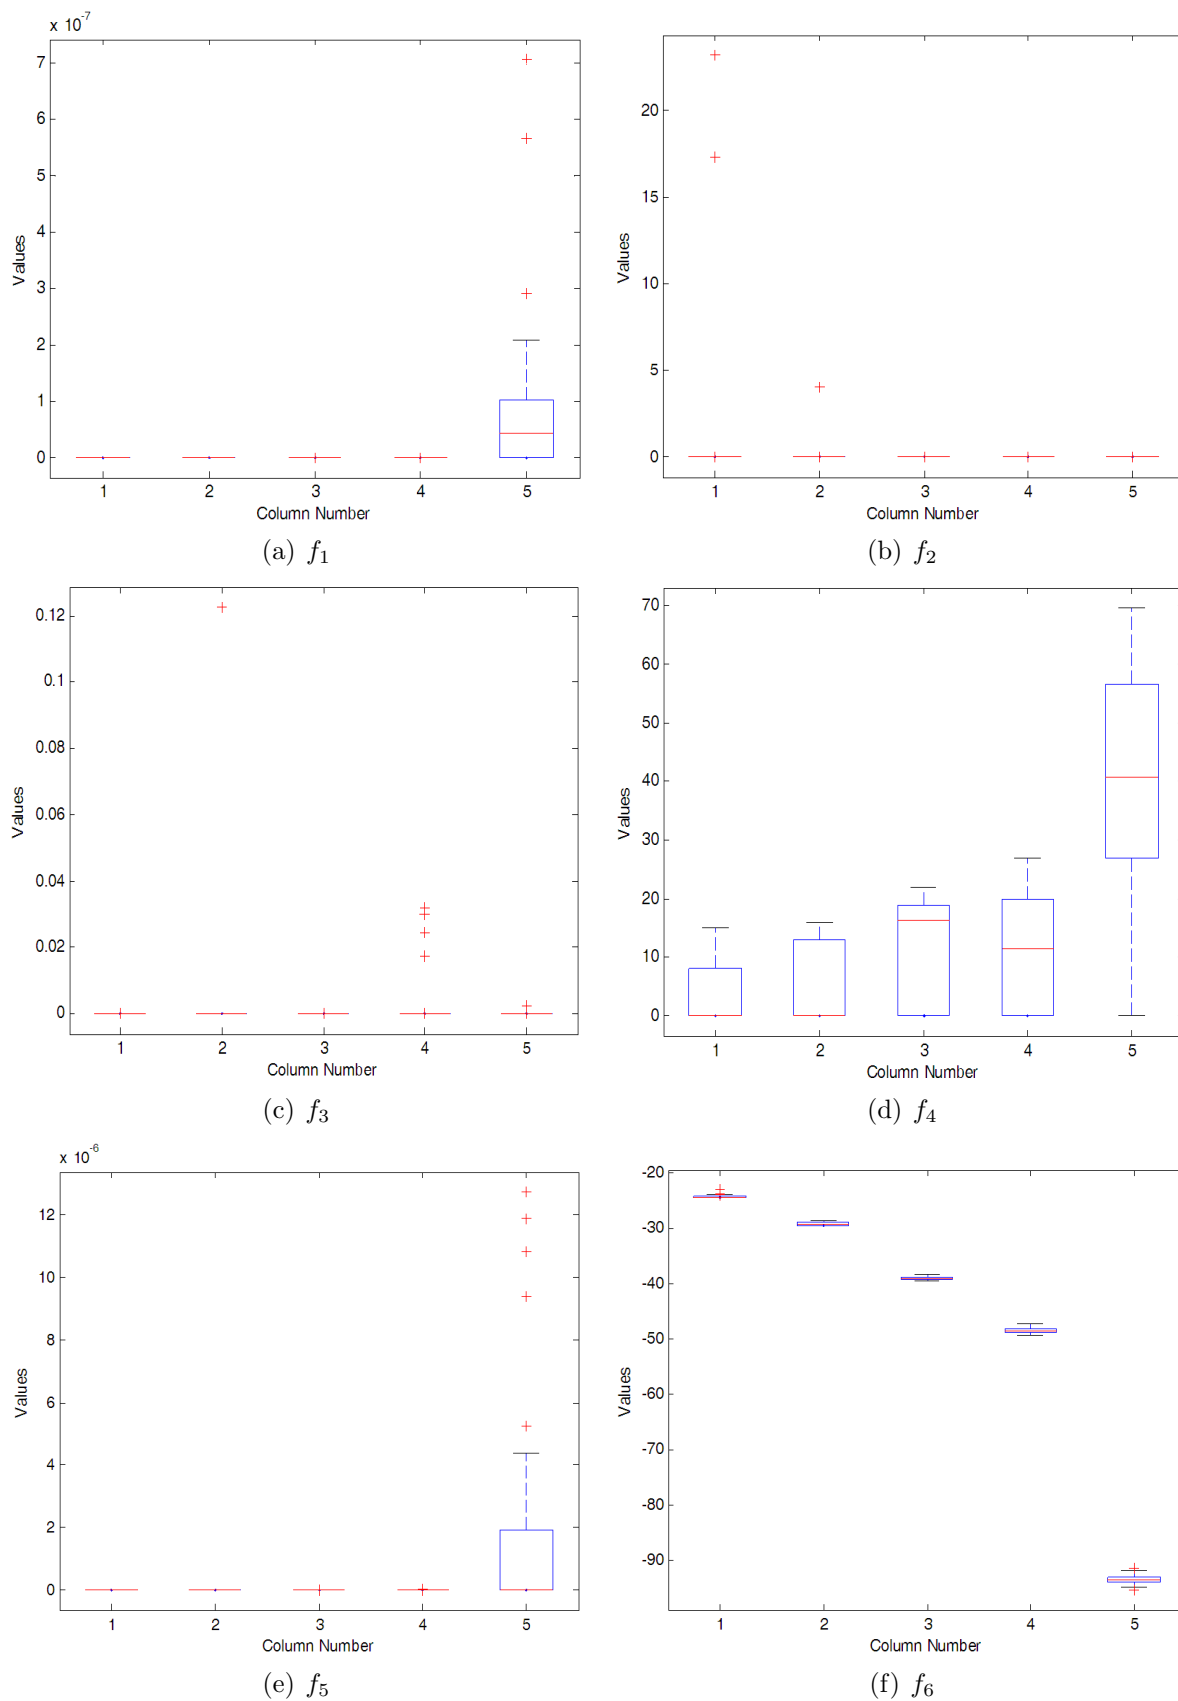 x 10-7
7
6
5
4
3
2
1
0
Values
1 2 3 4 5
Column Number
(a) f1
20
15
10
5
0
Values
1 2 3 4 5
Column Number
(b) f2
0.12
0.1
0.08
0.06
0.04
0.02
0
Values
1 2 3 4 5
Column Number
(c) f3
70
60
50
40
30
20
10
0
Values
1 2 3 4 5
Column Number
(d) f4
x 10-6
12
10
8
6
4
2
0
Values
1 2 3 4 5
Column Number
(e) f5
-20
-30
-40
-50
-60
-70
-80
-90
Values
1 2 3 4 5
Column Number
(f) f6